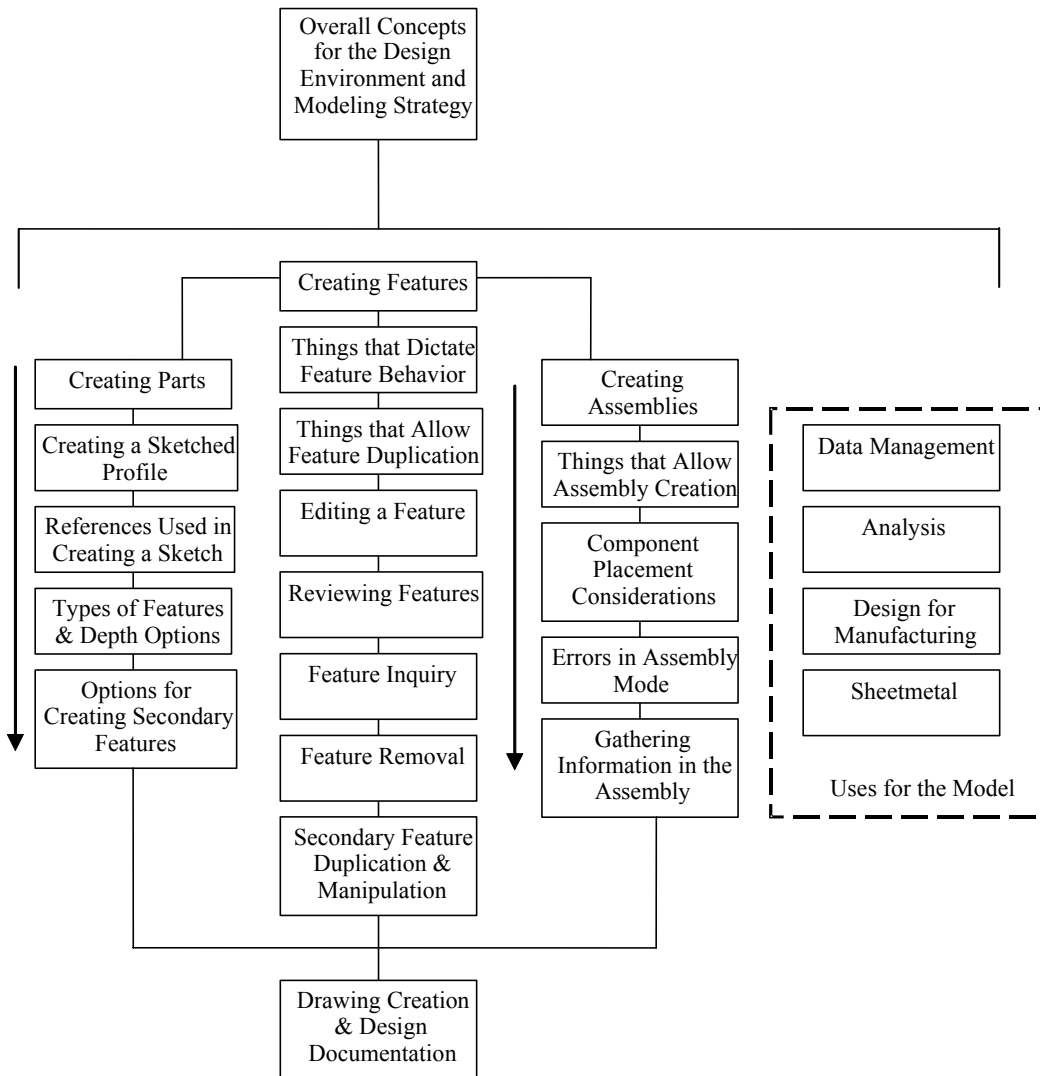 Overall Concepts
for the Design
Environment and
Modeling Strategy
Creating Features
Things that Dictate
Feature Behavior
Things that Allow
Feature Duplication
Editing a Feature
Reviewing Features
Feature Inquiry
Feature Removal
Secondary Feature
Duplication &
Manipulation
Creating Parts
Creating a Sketched
Profile
References Used in
Creating a Sketch
Types of Features
& Depth Options
Options for
Creating Secondary
Features
Creating
Assemblies
Things that Allow
Assembly Creation
Component
Placement
Considerations
Errors in Assembly
Mode
Gathering
Information in the
Assembly
Data Management
Analysis
Design for
Manufacturing
Sheetmetal
Uses for the Model
Drawing Creation
& Design
Documentation